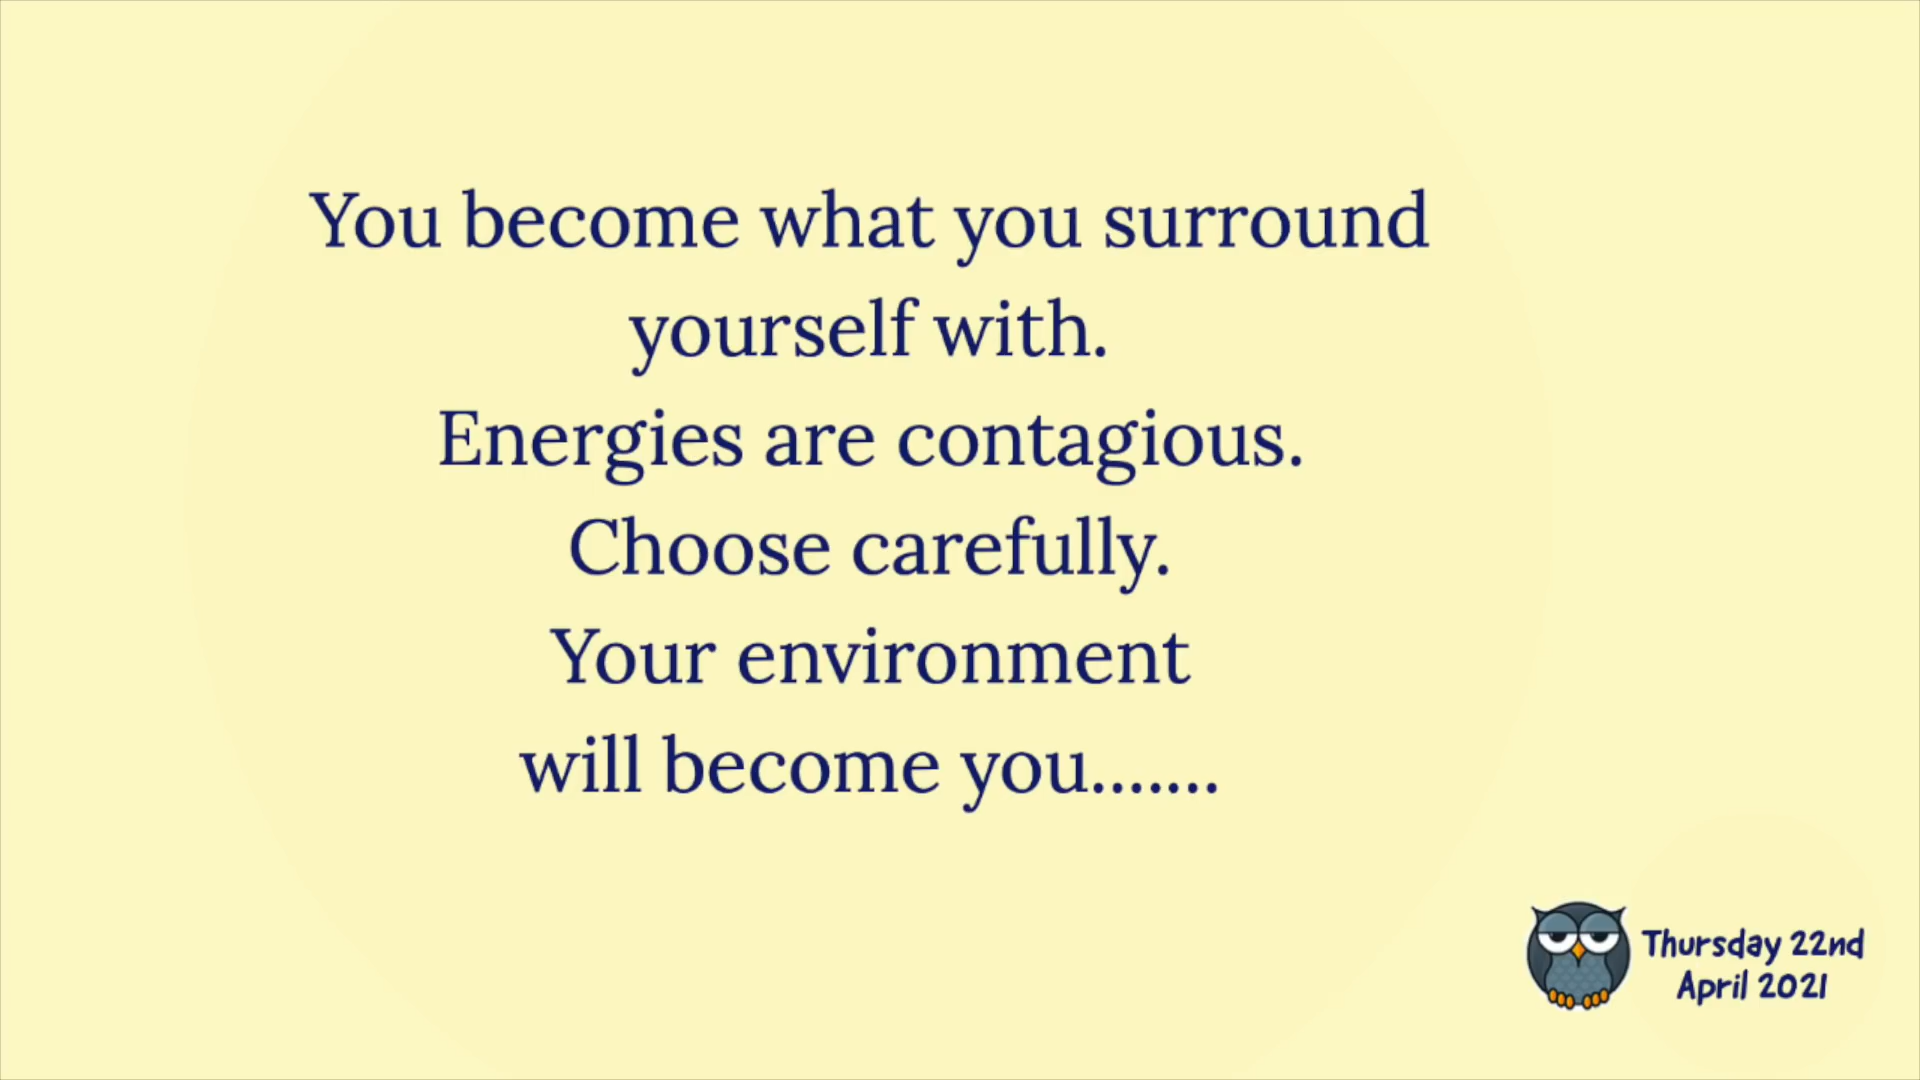 You become what you surround
yourself with.
Energies are contagious.
Choose carefully.
Your environment
will become you.......
Thursday 22nd
April 2021